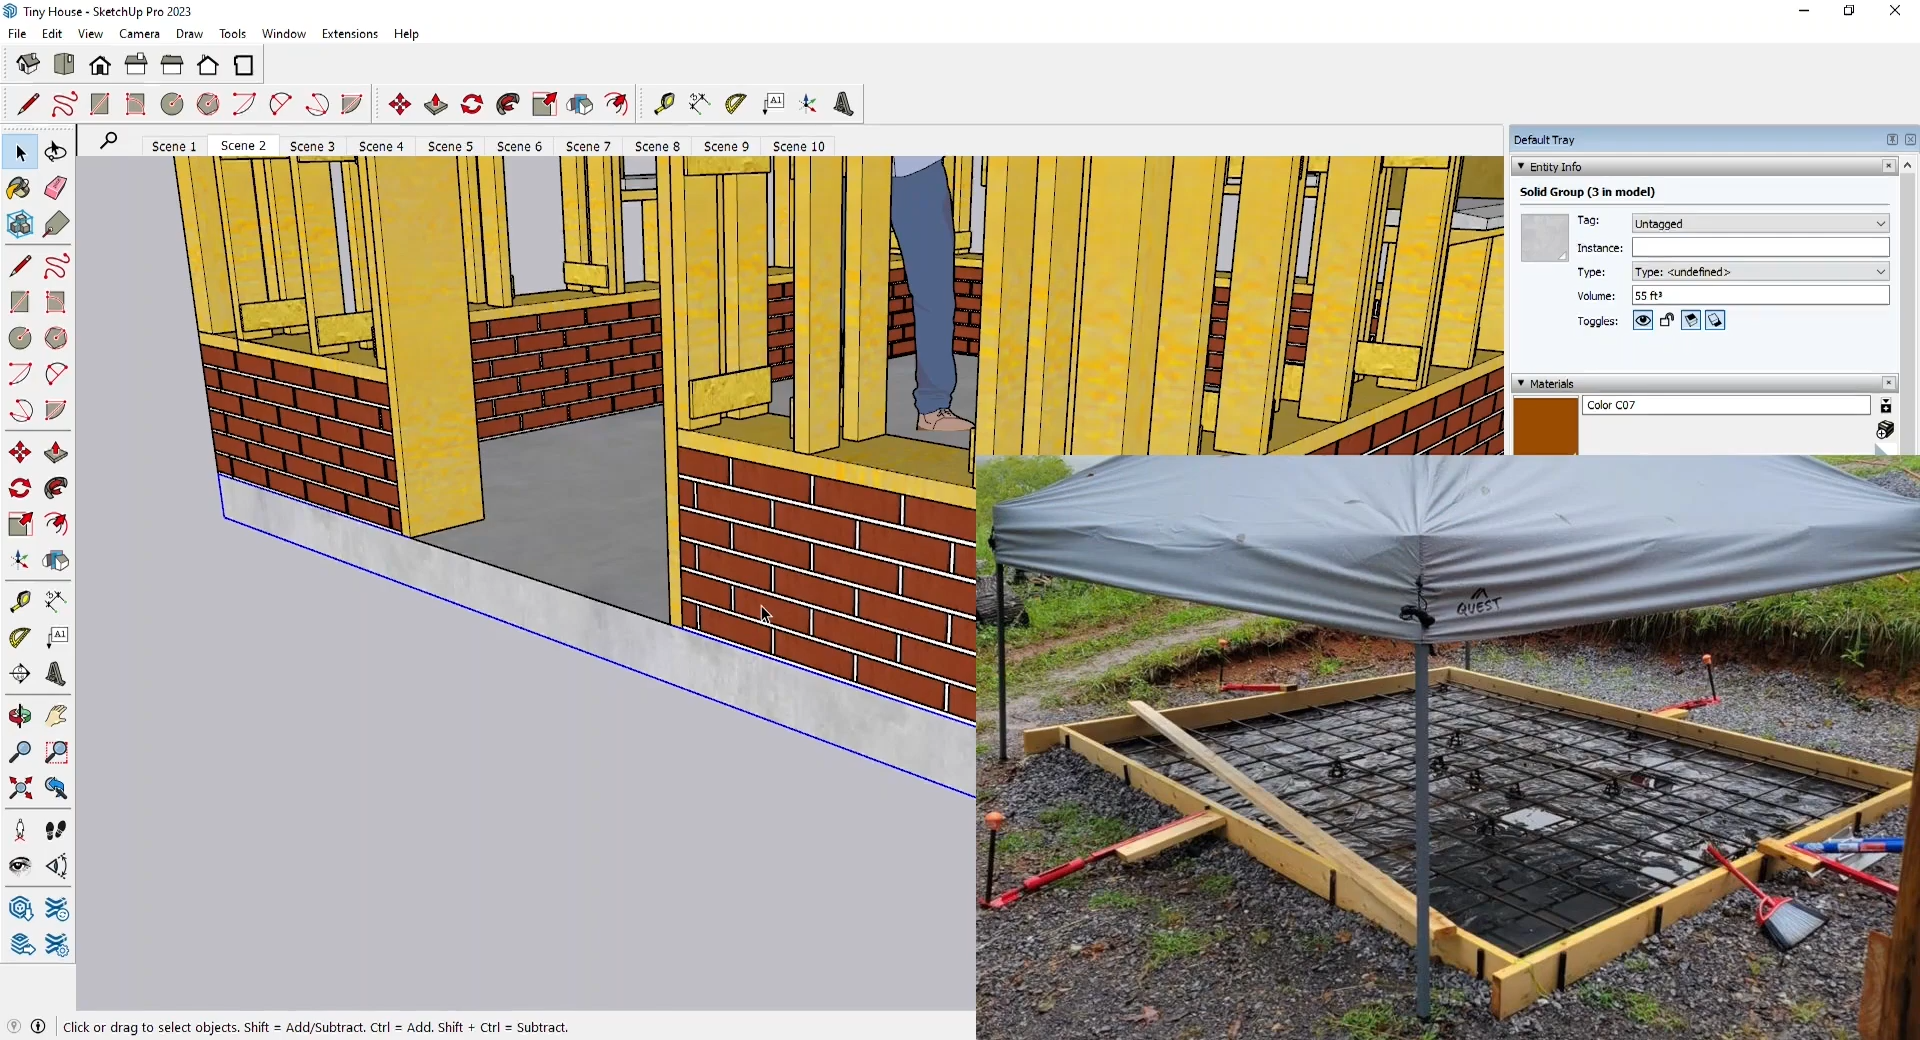 Tiny House - SketchUp Pro 2023
File Edit View Camera Draw Tools Window Extensions Help
Scene 1 Scene 2 Scene 3 Scene 4 Scene 5 Scene 6 Scene 7 Scene 8 Scene 9 Scene 10
Default Tray
Entity Info
Solid Group (3 in model)
Tag: Untagged
Instance:
Type: Type: <undefined>
Volume: 55 ft³
Toggles:
Materials
Color C07
A1
A1
QUEST
Click or drag to select objects. Shift = Add/Subtract. Ctrl = Add. Shift + Ctrl = Subtract.